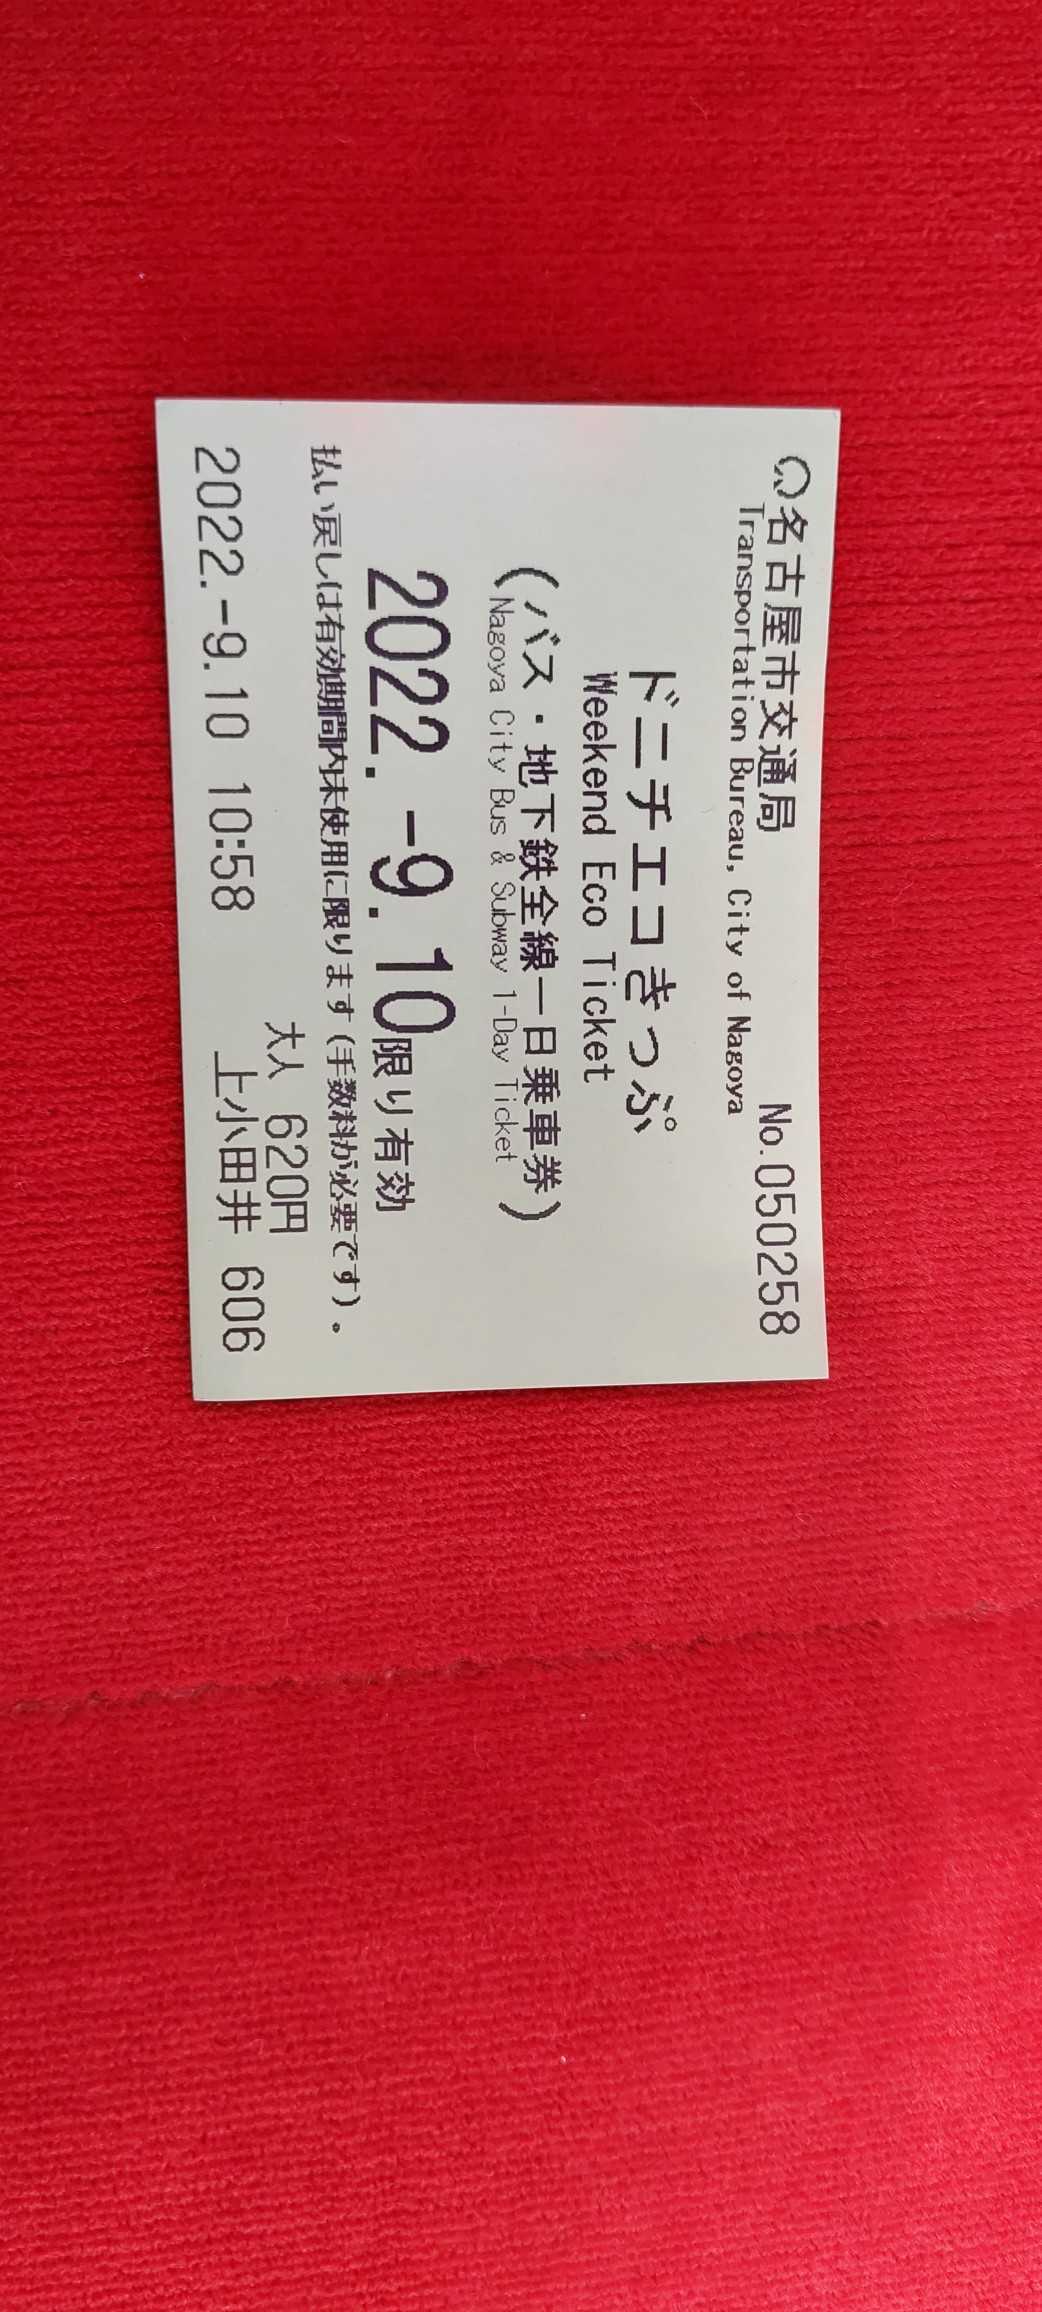 名古屋市交通局 No.050258
Transportation Bureau, City of Nagoya
ドニチエコきっぷ
Weekend Eco Ticket
(バス・地下鉄全線一日乗車券)
Nagoya City Bus & Subway 1-Day Ticket
2022.-9.10限り有効
払い戻しは有効期間内未使用に限ります(手数料が必要です)。
大人 620円
2022.-9.10 10:58 上小田井 606